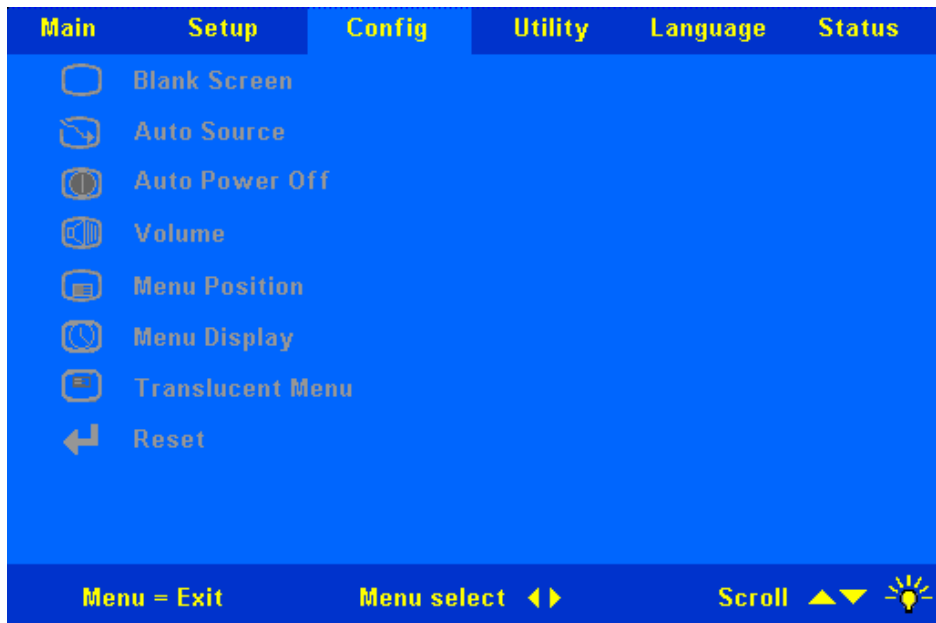 Main Setup Config Utility Language Status
Blank Screen
Auto Source
Auto Power Off
Volume
Menu Position
Menu Display
Translucent Menu
Reset
Menu = Exit Menu select Scroll